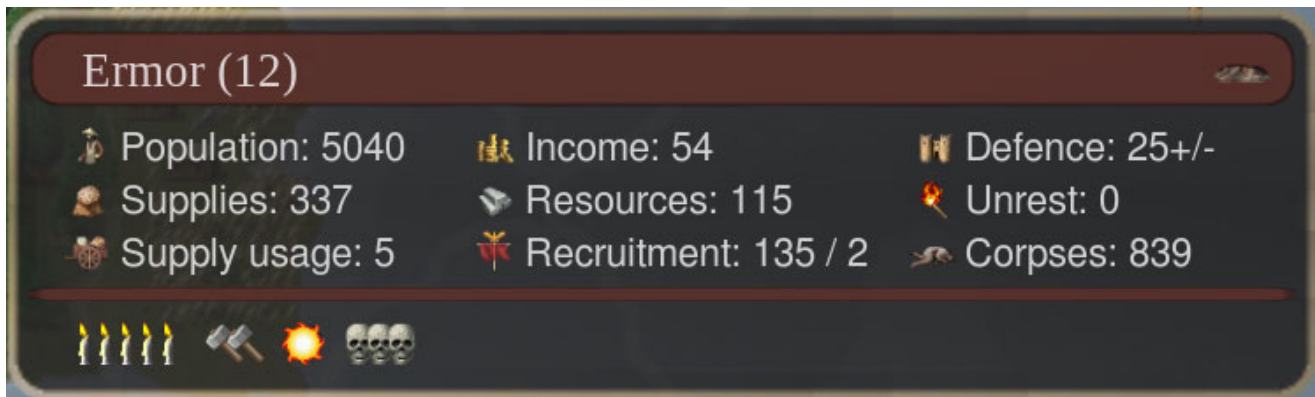 Ermor (12)
Population: 5040 Income: 54 Defence: 25+/-
Supplies: 337 Resources: 115 Unrest: 0
Supply usage: 5 Recruitment: 135 / 2 Corpses: 839